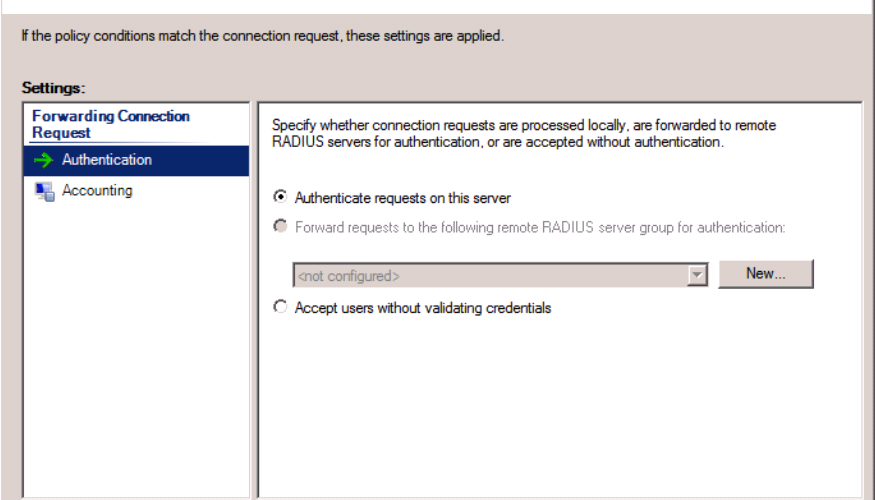 If the policy conditions match the connection request, these settings are applied.
Settings:
Forwarding Connection
Request
Authentication
Accounting
Specify whether connection requests are processed locally, are forwarded to remote
RADIUS servers for authentication, or are accepted without authentication.
Authenticate requests on this server
Forward requests to the following remote RADIUS server group for authentication:
<not configured>
New...
Accept users without validating credentials